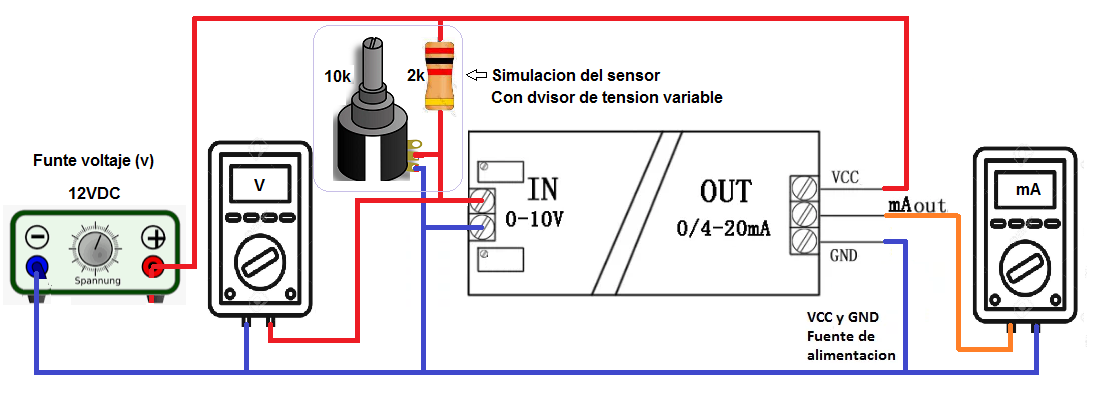 10k
2k
Simulacion del sensor
Con dvisor de tension variable
Funte voltaje (v)
12VDC
Spannung
V
IN
0-10V
OUT
0/4-20mA
VCC
mAout
GND
mA
VCC y GND
Fuente de
alimentacion